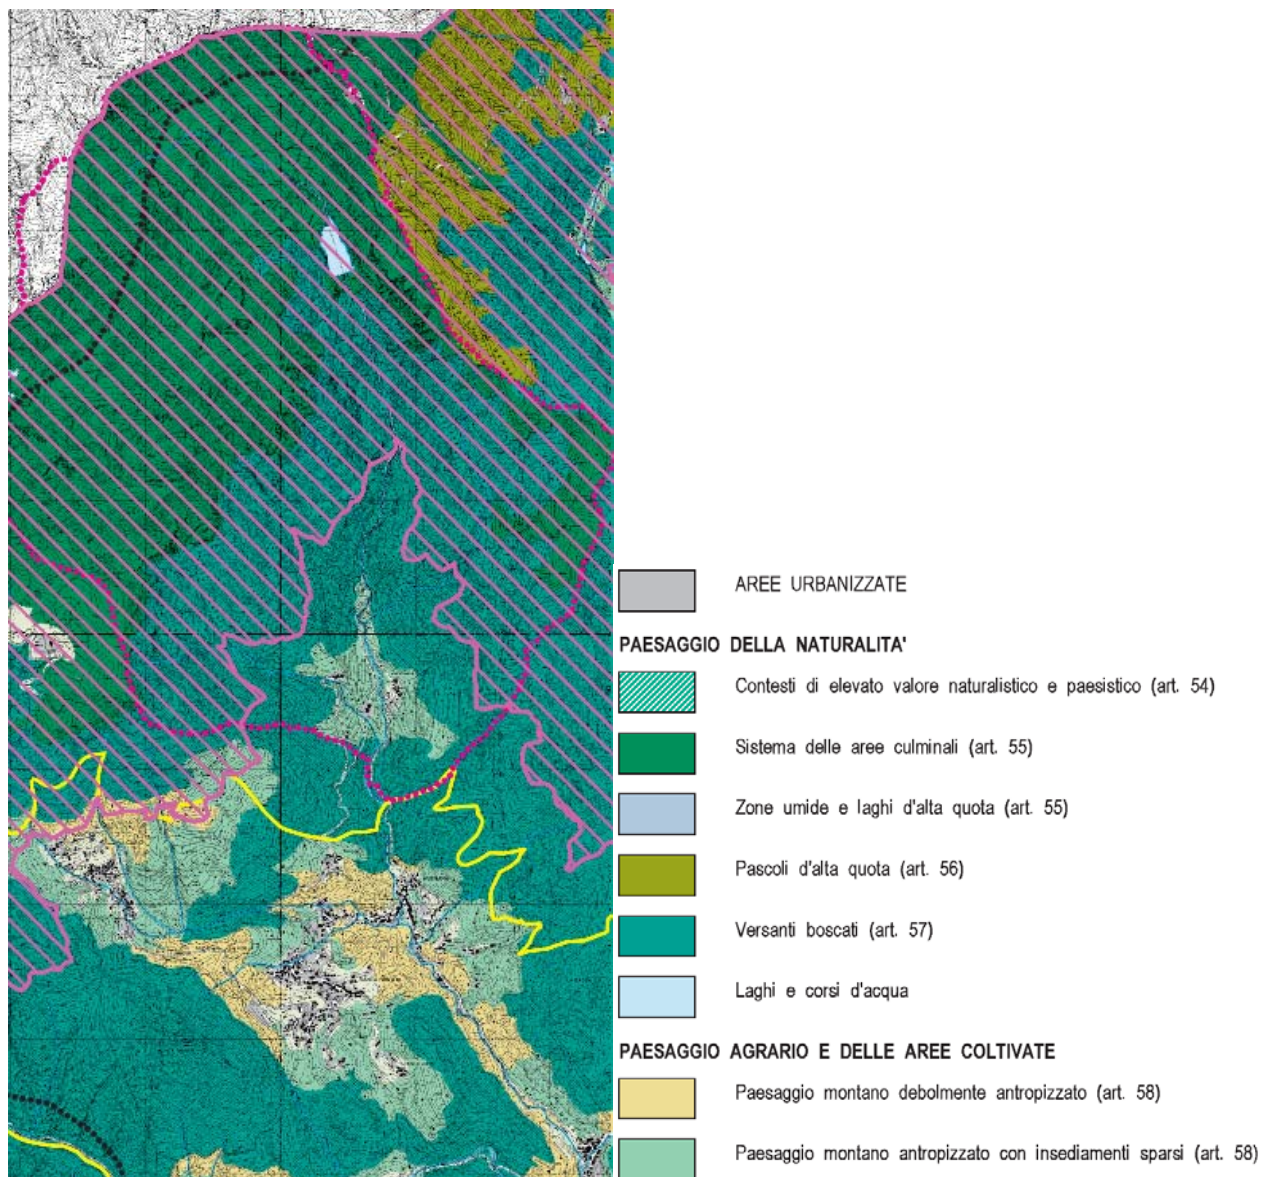 AREE URBANIZZATE
PAESAGGIO DELLA NATURALITA'
Contesti di elevato valore naturalistico e paesistico (art. 54)
Sistema delle aree culminali (art. 55)
Zone umide e laghi d'alta quota (art. 55)
Pascoli d'alta quota (art. 56)
Versanti boscati (art. 57)
Laghi e corsi d'acqua
PAESAGGIO AGRARIO E DELLE AREE COLTIVATE
Paesaggio montano debolmente antropizzato (art. 58)
Paesaggio montano antropizzato con insediamenti sparsi (art. 58)